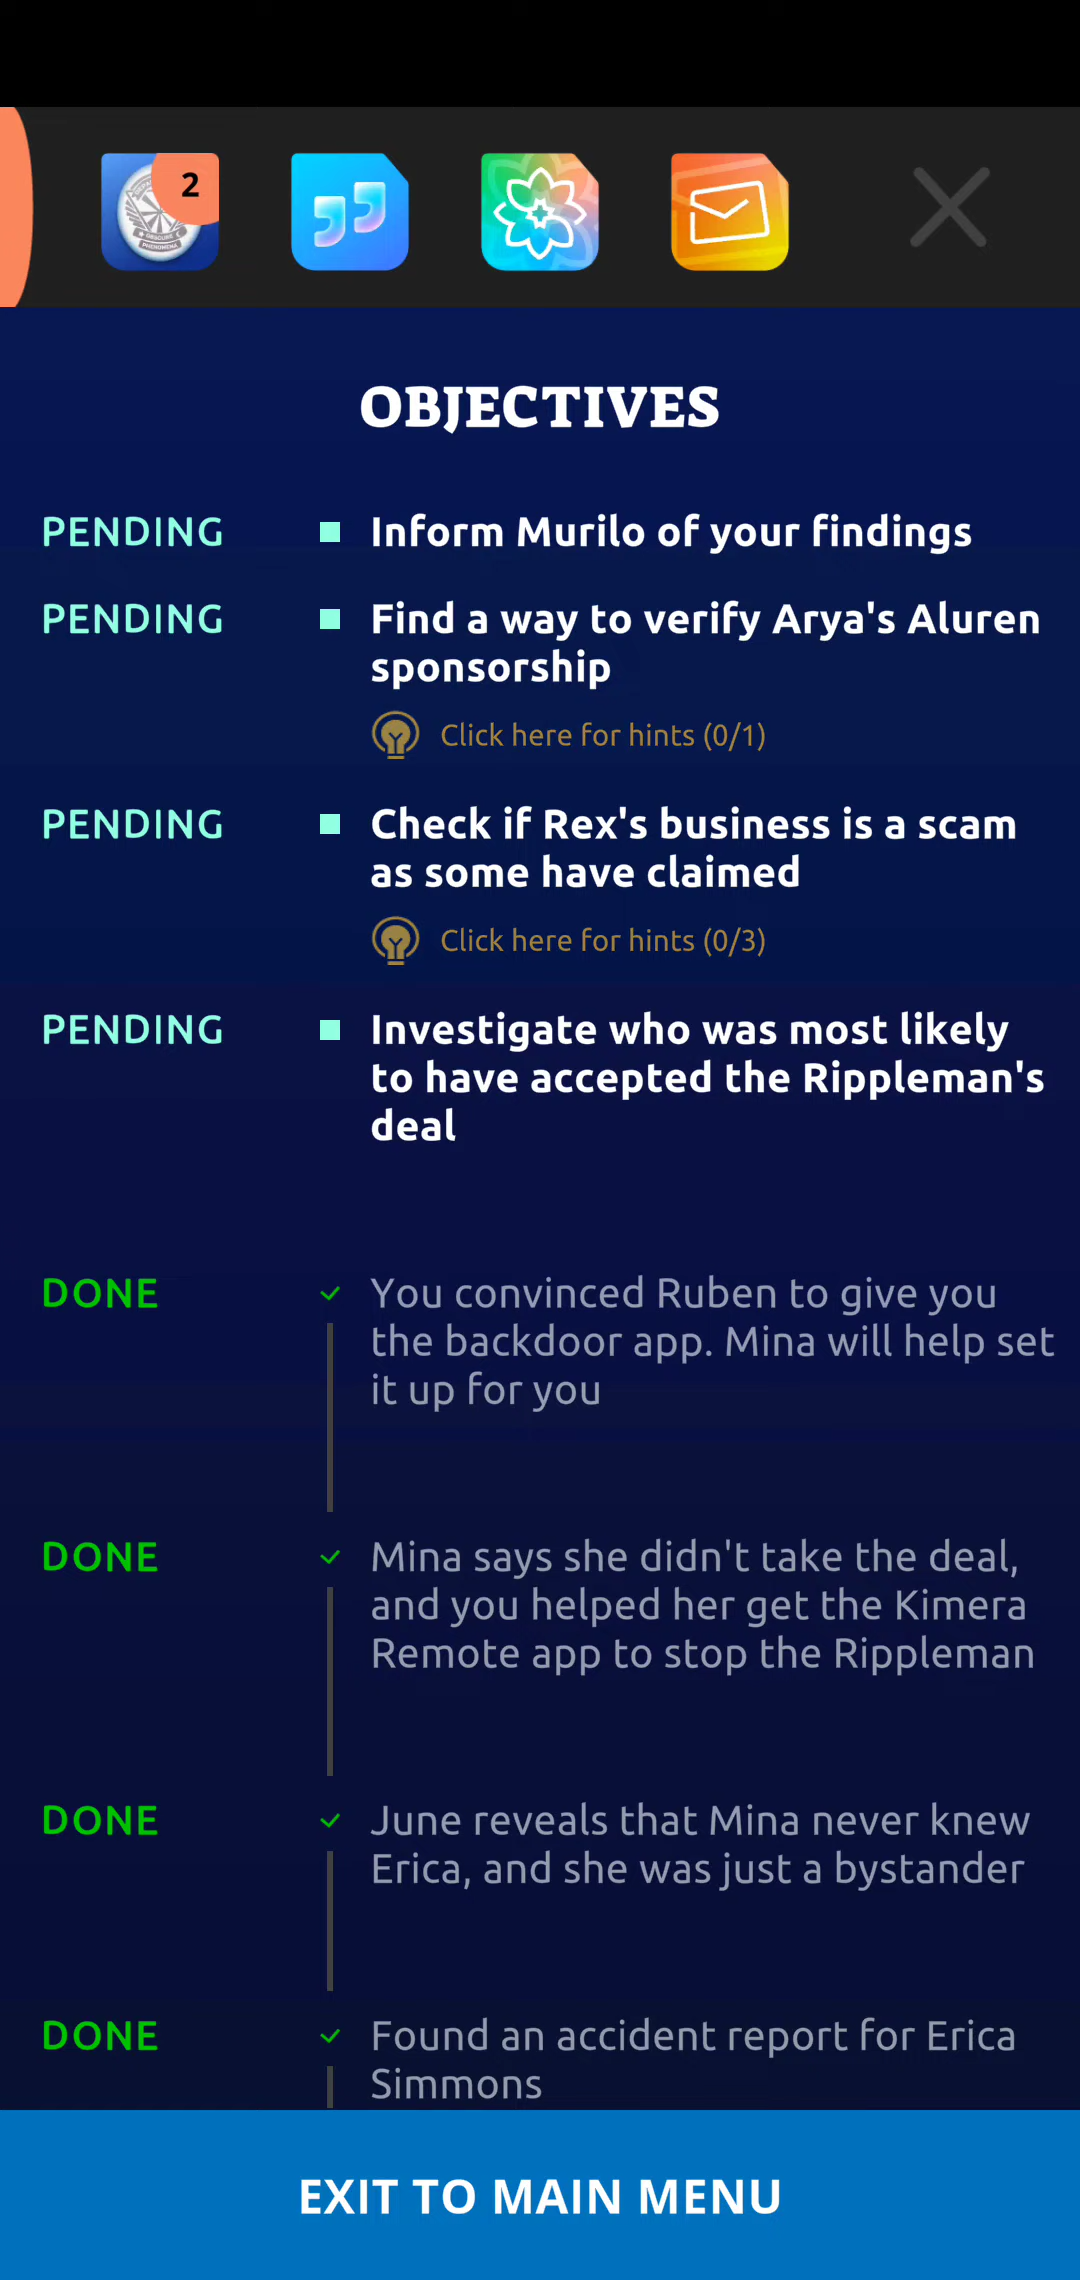 2
OBJECTIVES
PENDING
Inform Murilo of your findings
PENDING
Find a way to verify Arya's Aluren
sponsorship
Click here for hints (0/1)
PENDING
Check if Rex's business is a scam
as some have claimed
Click here for hints (0/3)
PENDING
Investigate who was most likely
to have accepted the Rippleman's
deal
DONE
You convinced Ruben to give you
the backdoor app. Mina will help set
it up for you
DONE
Mina says she didn't take the deal,
and you helped her get the Kimera
Remote app to stop the Rippleman
DONE
June reveals that Mina never knew
Erica, and she was just a bystander
DONE
Found an accident report for Erica
Simmons
EXIT TO MAIN MENU